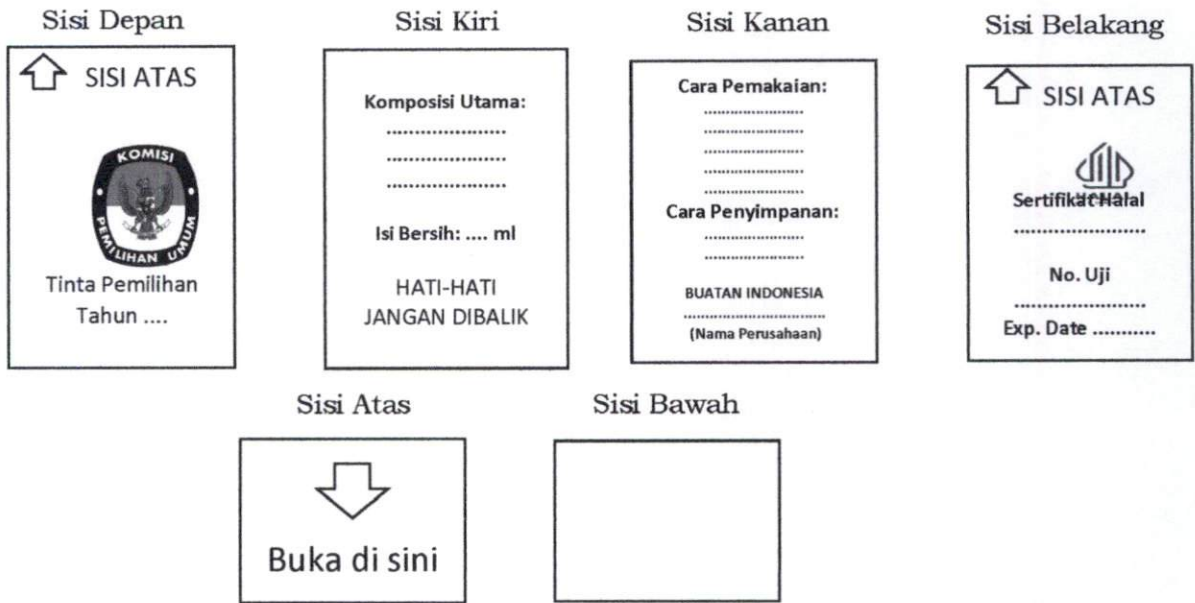 Sisi Depan
SISI ATAS
KOMISI
PEMILIHAN UMUM
Tinta Pemilihan
Tahun ....
Sisi Kiri
Komposisi Utama:
.....................
.....................
.....................
Isi Bersih: .... ml
HATI-HATI
JANGAN DIBALIK
Sisi Kanan
Cara Pemakaian:
.....................
.....................
.....................
.....................
.....................
Cara Penyimpanan:
.....................
.....................
BUATAN INDONESIA
.................................
(Nama Perusahaan)
Sisi Belakang
SISI ATAS
Sertifikat Halal
.......................
No. Uji
.......................
Exp. Date ...........
Sisi Atas
Buka di sini
Sisi Bawah